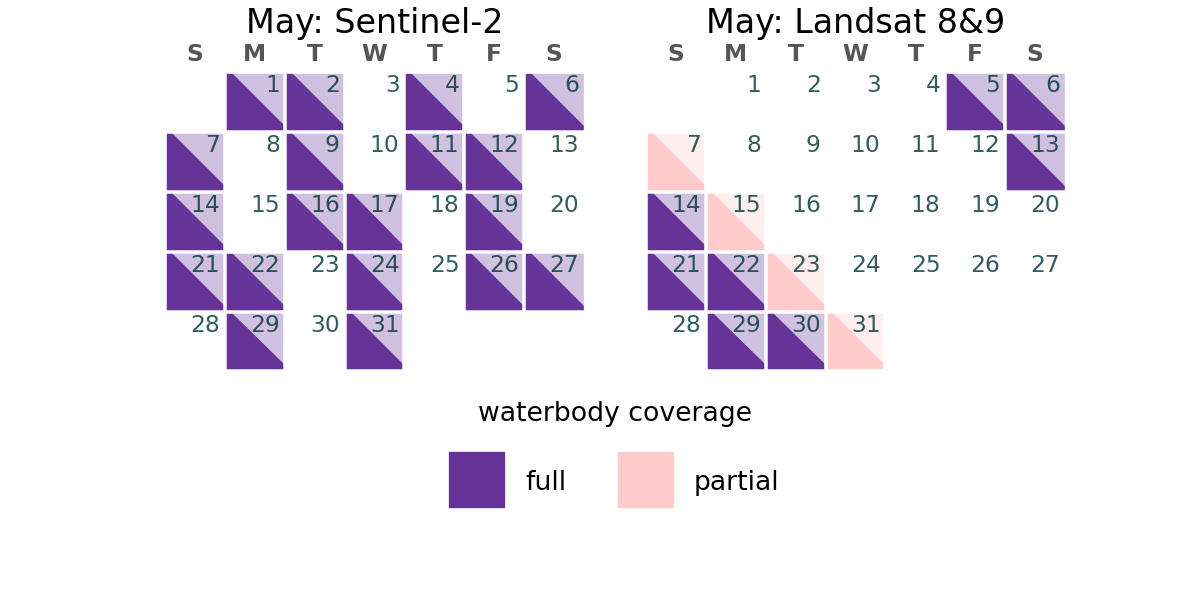 May: Sentinel-2
S M T W T F S
1 2 3 4 5 6
7 8 9 10 11 12 13
14 15 16 17 18 19 20
21 22 23 24 25 26 27
28 29 30 31
May: Landsat 8&9
S M T W T F S
1 2 3 4 5 6
7 8 9 10 11 12 13
14 15 16 17 18 19 20
21 22 23 24 25 26 27
28 29 30 31
waterbody coverage
full partial